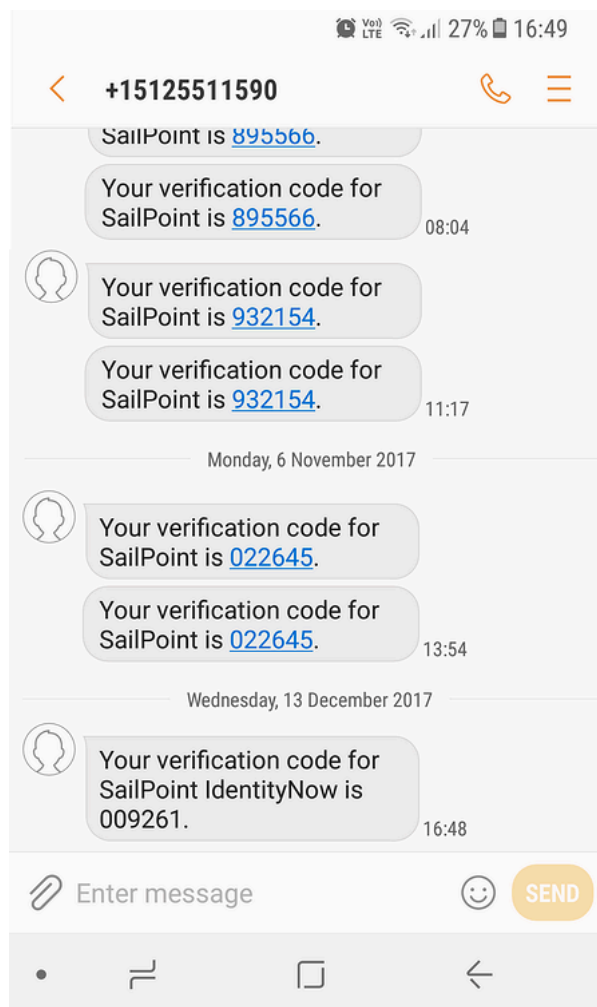 Vo))
LTE
27%
16:49
+15125511590
SailPoint is 895566.
Your verification code for
SailPoint is 895566.
08:04
Your verification code for
SailPoint is 932154.
Your verification code for
SailPoint is 932154.
11:17
Monday, 6 November 2017
Your verification code for
SailPoint is 022645.
Your verification code for
SailPoint is 022645.
13:54
Wednesday, 13 December 2017
Your verification code for
SailPoint IdentityNow is
009261.
16:48
Enter message
SEND